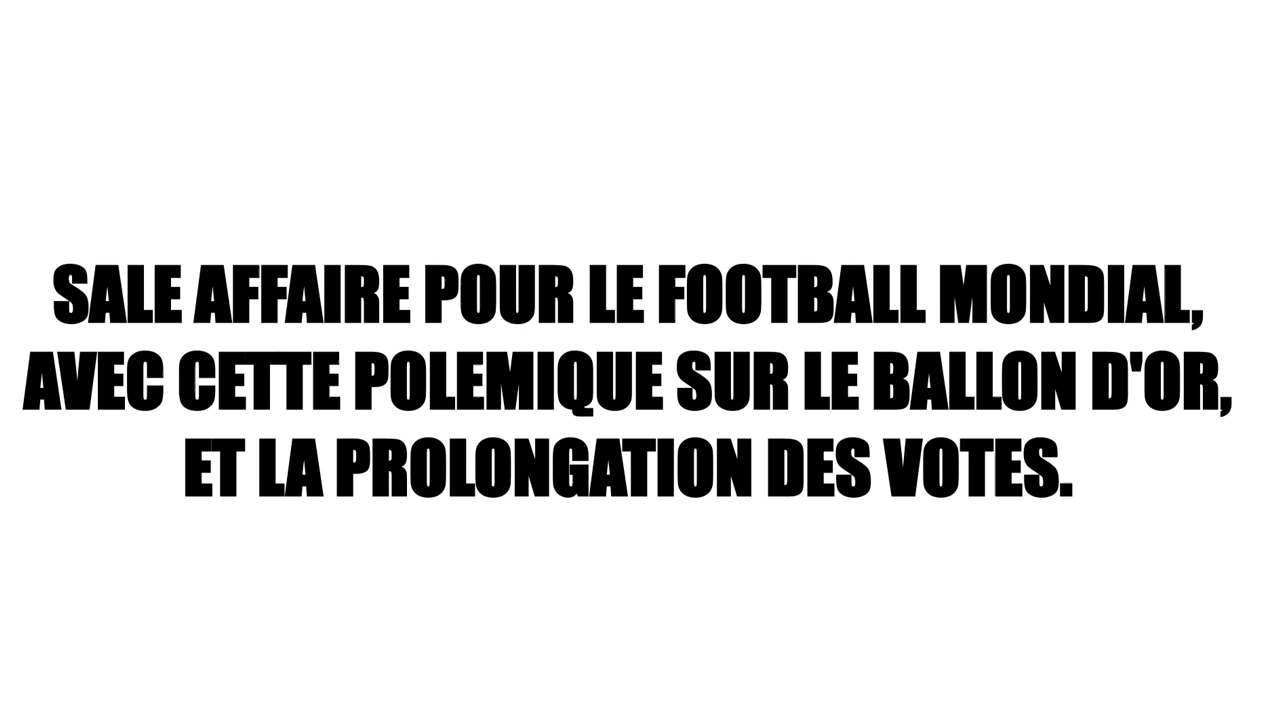 SALE AFFAIRE POUR LE FOOTBALL MONDIAL,
AVEC CETTE POLEMIQUE SUR LE BALLON D'OR,
ET LA PROLONGATION DES VOTES.